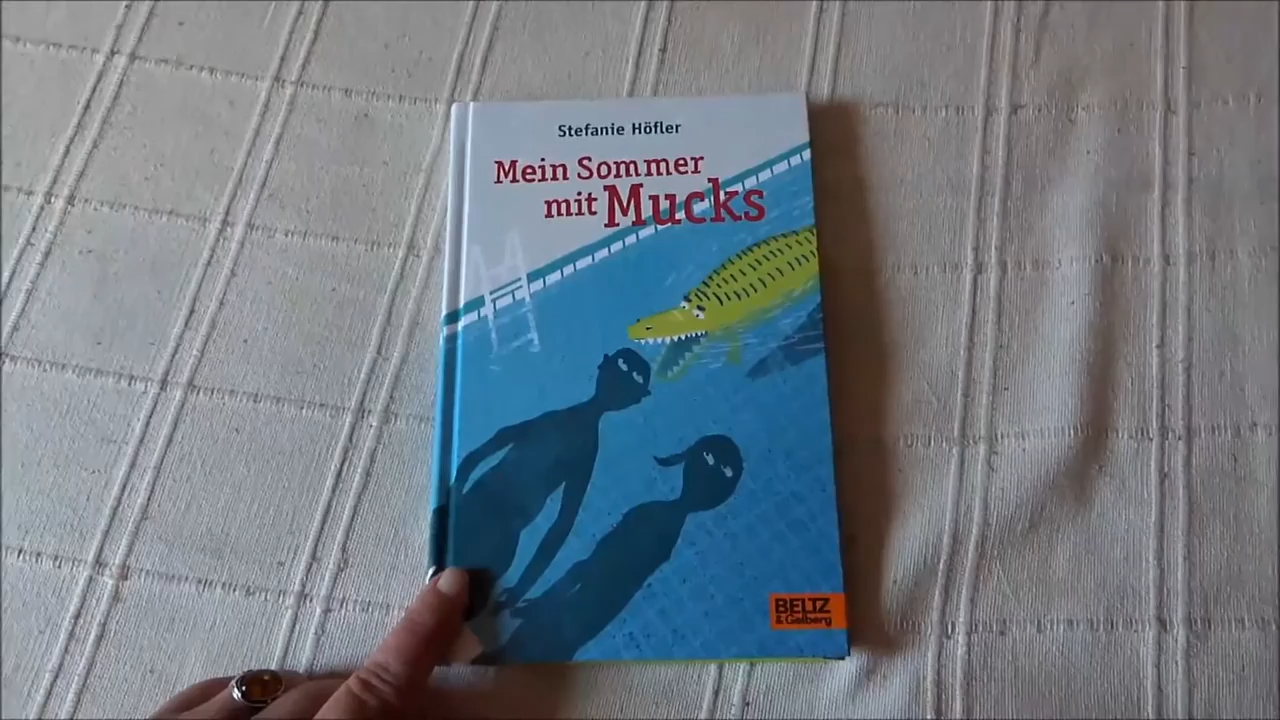 Stefanie Höfler
Mein Sommer
mit Mucks
BELTZ
& Gelberg